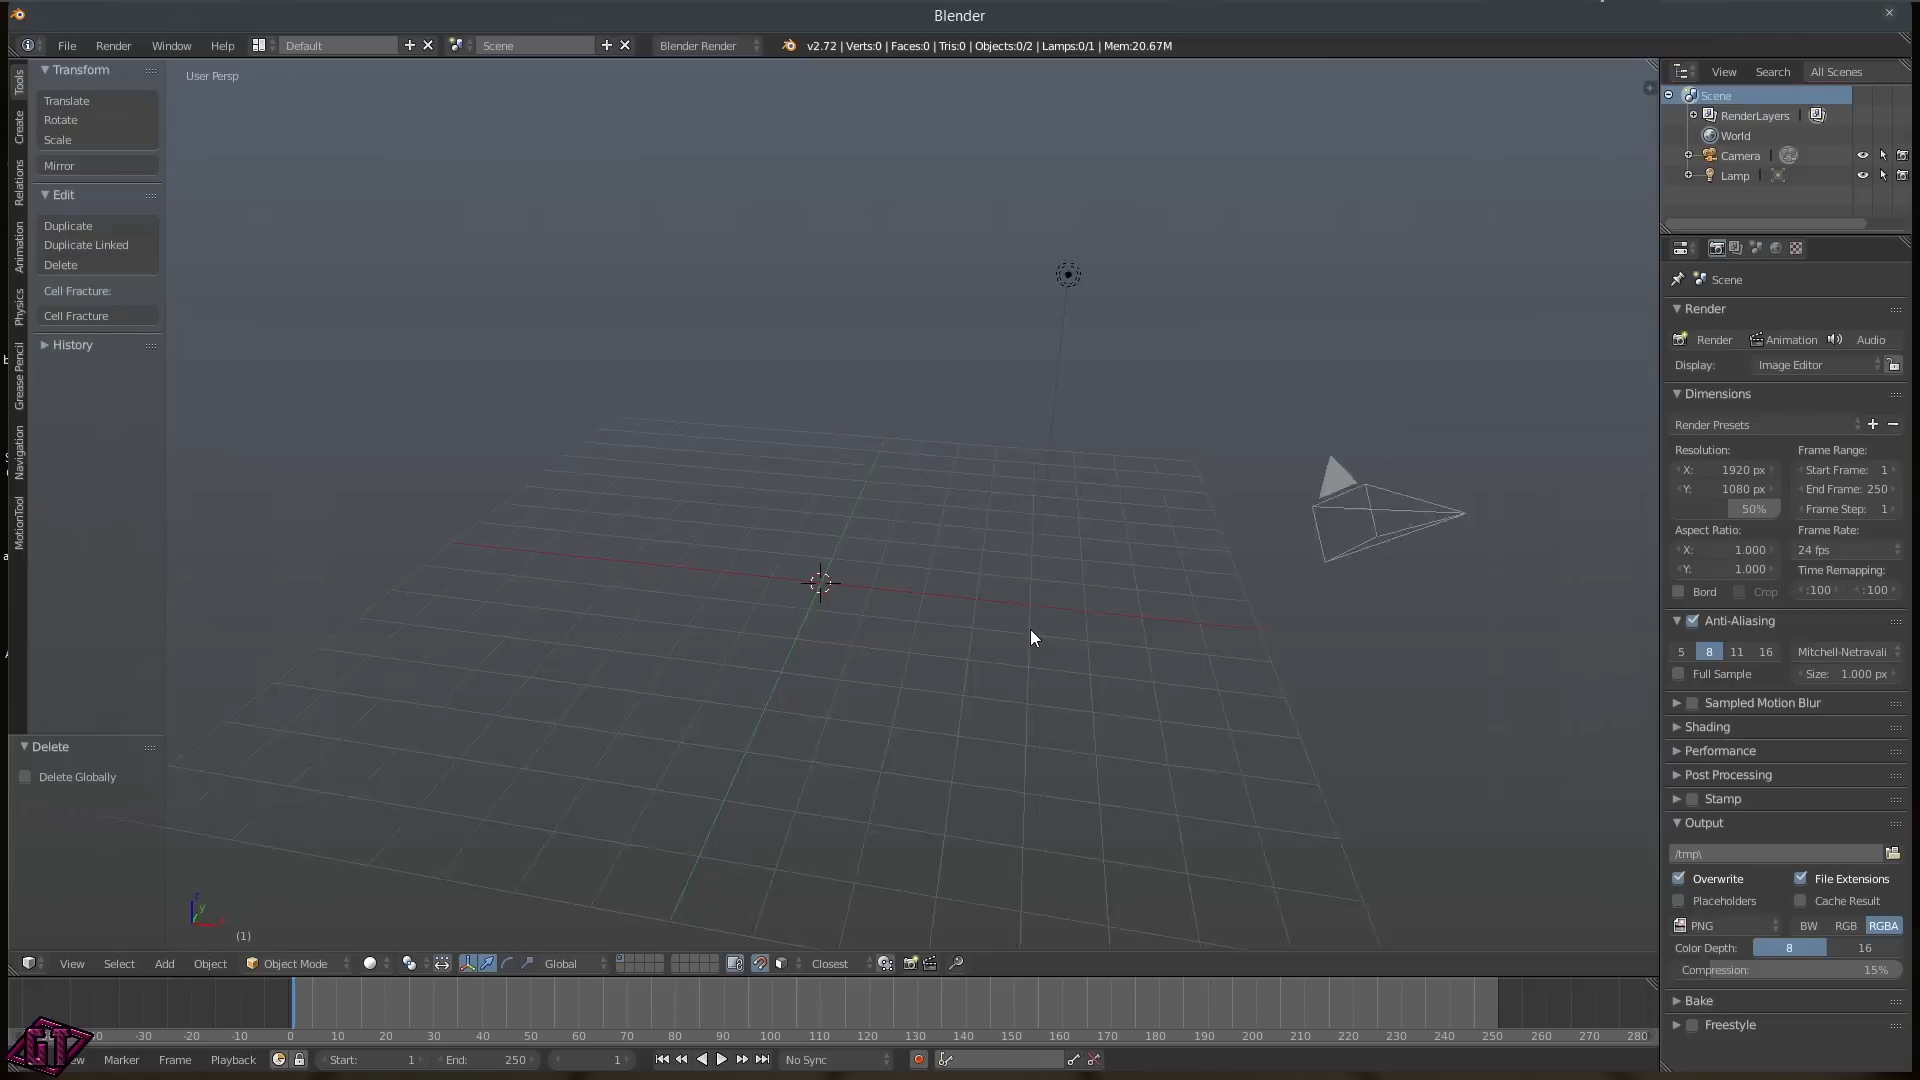 Blender
File Render Window Help Default Scene Blender Render v2.72 | Verts:0 | Faces:0 | Tris:0 | Objects:0/2 | Lamps:0/1 | Mem:20.67M
Tools
Create
Relations
Animation
Physics
Grease Pencil
Navigation
MotionTool
Transform
Translate
Rotate
Scale
Mirror
Edit
Duplicate
Duplicate Linked
Delete
Cell Fracture:
Cell Fracture
History
Delete
Delete Globally
User Persp
z
y
x
(1)
View Select Add Object Object Mode Global Closest
View Search All Scenes
Scene
RenderLayers
World
Camera
Lamp
Scene
Render
Render Animation Audio
Display: Image Editor
Dimensions
Render Presets
Resolution: Frame Range:
X: 1920 px Start Frame: 1
Y: 1080 px End Frame: 250
50% Frame Step: 1
Aspect Ratio: Frame Rate:
X: 1.000 24 fps
Y: 1.000 Time Remapping:
Bord Crop :100 :100
Anti-Aliasing
5 8 11 16 Mitchell-Netravali
Full Sample Size: 1.000 px
Sampled Motion Blur
Shading
Performance
Post Processing
Stamp
Output
/tmp\
Overwrite File Extensions
Placeholders Cache Result
PNG BW RGB RGBA
Color Depth: 8 16
Compression: 15%
Bake
Freestyle
-30 -20 -10 0 10 20 30 40 50 60 70 80 90 100 110 120 130 140 150 160 170 180 190 200 210 220 230 240 250 260 270 280
GT
Marker Frame Playback Start: 1 End: 250 1 No Sync